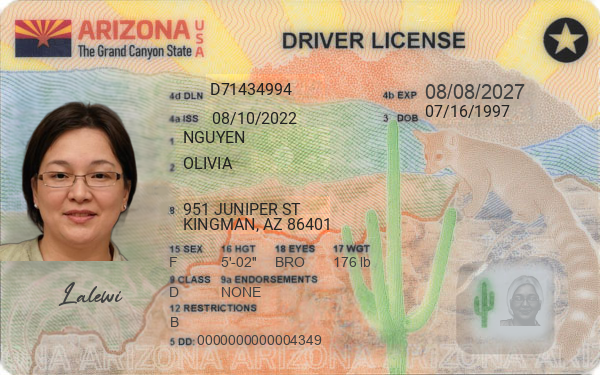 ARIZONA USA
The Grand Canyon State
DRIVER LICENSE
4d DLN D71434994
4b EXP 08/08/2027
4a ISS 08/10/2022
3 DOB 07/16/1997
1 NGUYEN
2 OLIVIA
8 951 JUNIPER ST
KINGMAN, AZ 86401
15 SEX 16 HGT 18 EYES 17 WGT
F 5'-02" BRO 176 lb
9 CLASS 9a ENDORSEMENTS
D NONE
12 RESTRICTIONS
B
5 DD: 0000000000004349
Lalewi
ARIZONA ARIZONA ARIZONA ARIZONA